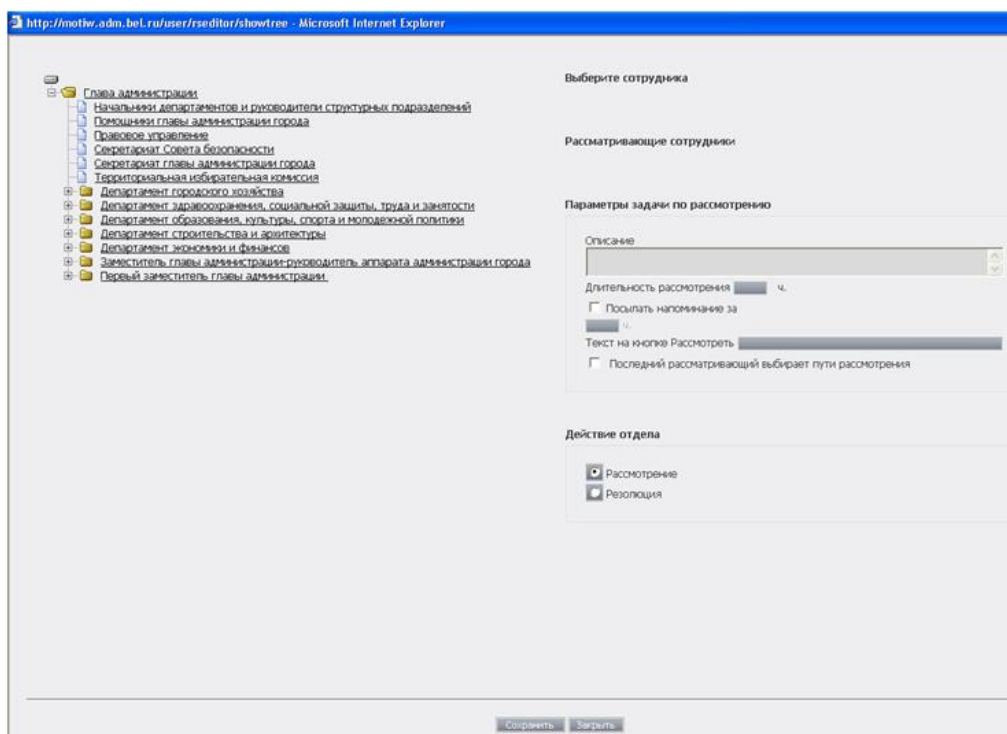 http://motiw.adm.bel.ru/user/rseditor/showtree - Microsoft Internet Explorer
Глава администрации
Начальники департаментов и руководители структурных подразделений
Помощники главы администрации города
Правовое управление
Секретариат Совета безопасности
Секретариат главы администрации города
Территориальная избирательная комиссия
Департамент городского хозяйства
Департамент здравоохранения, социальной защиты, труда и занятости
Департамент образования, культуры, спорта и молодежной политики
Департамент строительства и архитектуры
Департамент экономики и финансов
Заместитель главы администрации-руководитель аппарата администрации города
Первый заместитель главы администрации
Выберите сотрудника
Рассматривающие сотрудники
Параметры задачи по рассмотрению
Описание
Длительность рассмотрения ч.
Посылать напоминание за
ч.
Текст на кнопке Рассмотреть
Последний рассматривающий выбирает пути рассмотрения
Действие отдела
Рассмотрение
Резолюция
Сохранить Закрыть